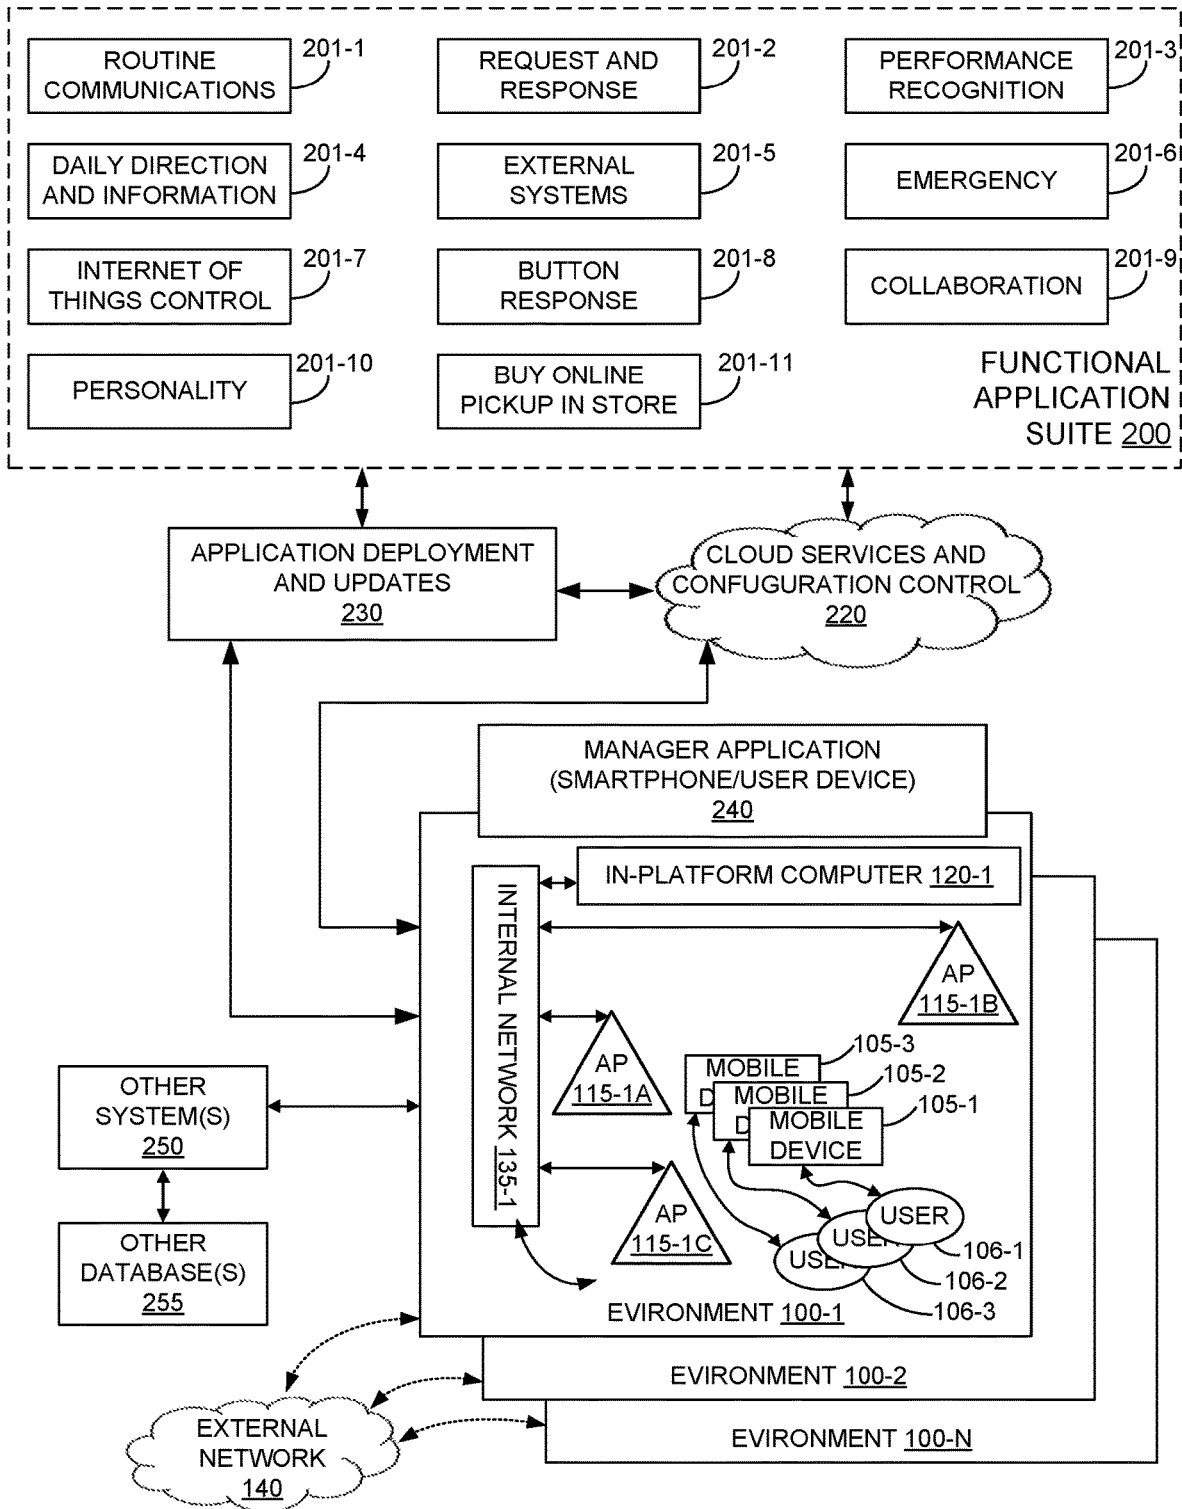 ROUTINE
COMMUNICATIONS
201-1
REQUEST AND
RESPONSE
201-2
PERFORMANCE
RECOGNITION
201-3
DAILY DIRECTION
AND INFORMATION
201-4
EXTERNAL
SYSTEMS
201-5
EMERGENCY
201-6
INTERNET OF
THINGS CONTROL
201-7
BUTTON
RESPONSE
201-8
COLLABORATION
201-9
PERSONALITY
201-10
BUY ONLINE
PICKUP IN STORE
201-11
FUNCTIONAL
APPLICATION
SUITE 200
APPLICATION DEPLOYMENT
AND UPDATES
230
CLOUD SERVICES AND
CONFUGURATION CONTROL
220
MANAGER APPLICATION
(SMARTPHONE/USER DEVICE)
240
IN-PLATFORM COMPUTER 120-1
INTERNAL NETWORK 135-1
AP
115-1B
AP
115-1A
AP
115-1C
MOBILE
D
105-3
MOBILE
D
105-2
MOBILE
DEVICE
105-1
USER
106-1
USER
106-2
USER
106-3
OTHER
SYSTEM(S)
250
OTHER
DATABASE(S)
255
EVIRONMENT 100-1
EVIRONMENT 100-2
EVIRONMENT 100-N
EXTERNAL
NETWORK
140